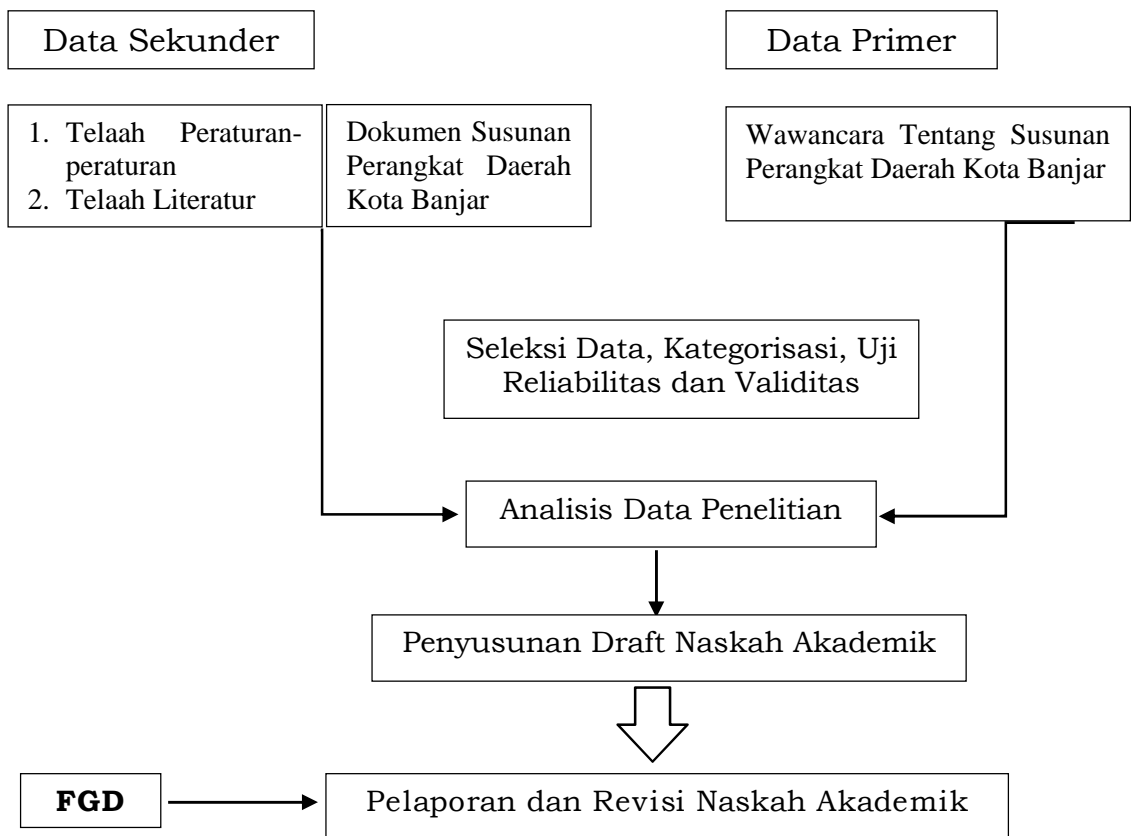 Data Sekunder
Data Primer
1. Telaah Peraturan-
peraturan
2. Telaah Literatur
Dokumen Susunan
Perangkat Daerah
Kota Banjar
Wawancara Tentang Susunan
Perangkat Daerah Kota Banjar
Seleksi Data, Kategorisasi, Uji
Reliabilitas dan Validitas
Analisis Data Penelitian
Penyusunan Draft Naskah Akademik
FGD
Pelaporan dan Revisi Naskah Akademik